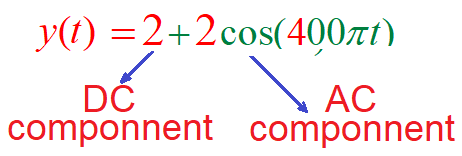 y(t) = 2+2cos(400πt)
DC AC
componnent componnent